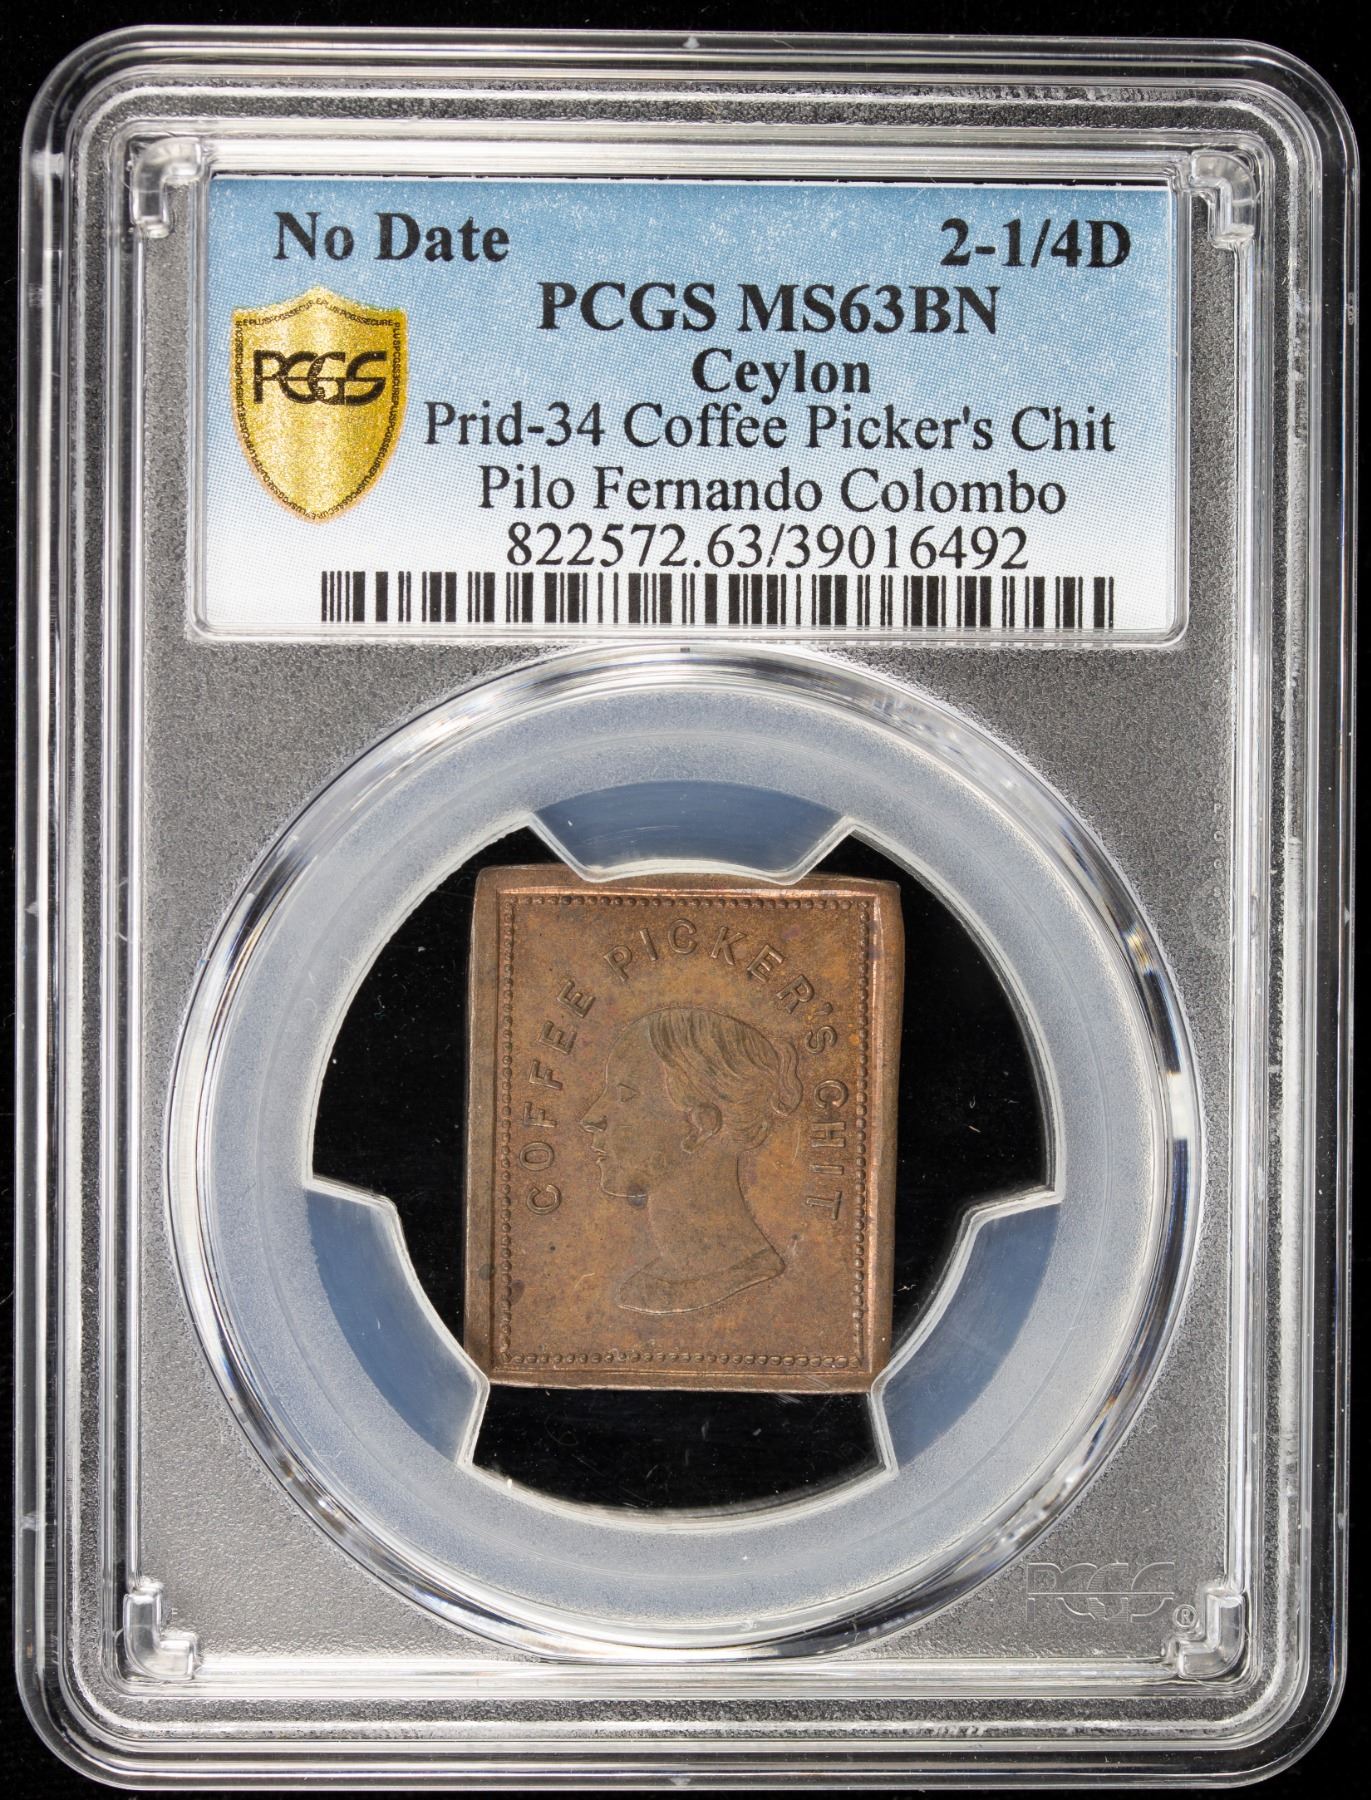 No Date 2-1/4D
PCGS MS63BN
Ceylon
PCGS
Prid-34 Coffee Picker's Chit
Pilo Fernando Colombo
822572.63/39016492
COFFEE PICKER'S CHIT
PCGS ®